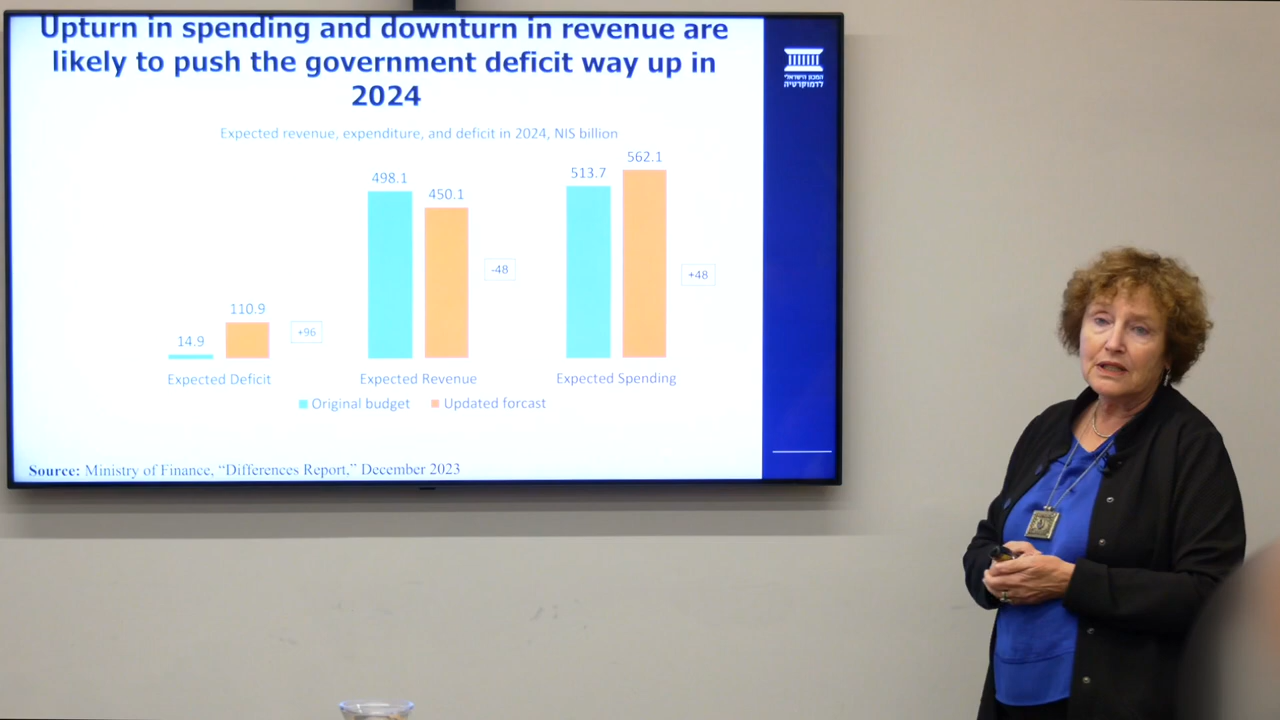 Upturn in spending and downturn in revenue are
likely to push the government deficit way up in
2024
המכון הישראלי
לדמוקרטיה
Expected revenue, expenditure, and deficit in 2024, NIS billion
14.9
110.9
+96
498.1
450.1
-48
513.7
562.1
+48
Expected Deficit
Expected Revenue
Expected Spending
Original budget
Updated forcast
Source: Ministry of Finance, “Differences Report,” December 2023